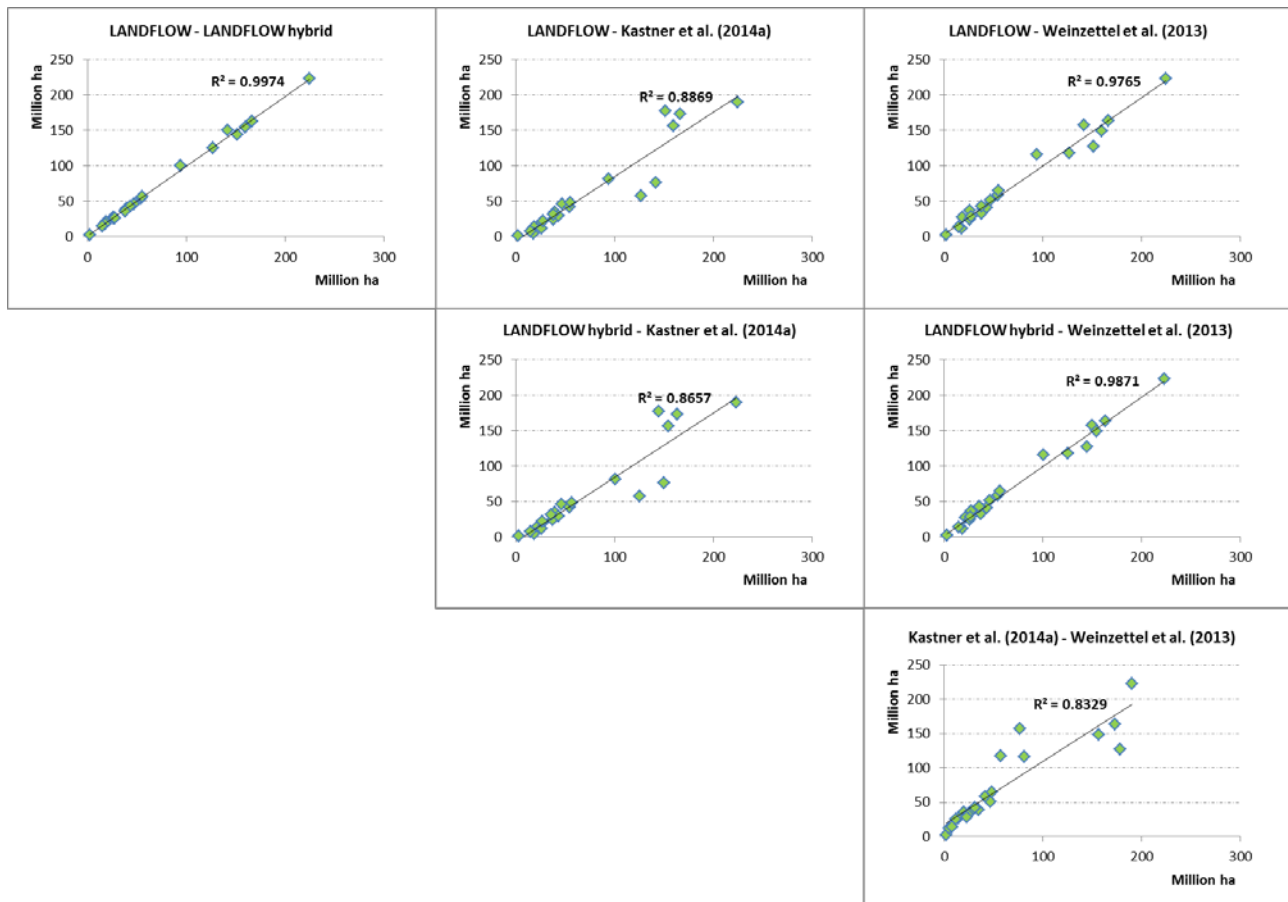 LANDFLOW - LANDFLOW hybrid
Million ha
250
200
150
100
50
0
R² = 0.9974
0 100 200 300
Million ha
LANDFLOW - Kastner et al. (2014a)
Million ha
250
200
150
100
50
0
R² = 0.8869
0 100 200 300
Million ha
LANDFLOW - Weinzettel et al. (2013)
Million ha
250
200
150
100
50
0
R² = 0.9765
0 100 200 300
Million ha
LANDFLOW hybrid - Kastner et al. (2014a)
Million ha
250
200
150
100
50
0
R² = 0.8657
0 100 200 300
Million ha
LANDFLOW hybrid - Weinzettel et al. (2013)
Million ha
250
200
150
100
50
0
R² = 0.9871
0 100 200 300
Million ha
Kastner et al. (2014a) - Weinzettel et al. (2013)
Million ha
250
200
150
100
50
0
R² = 0.8329
0 100 200 300
Million ha